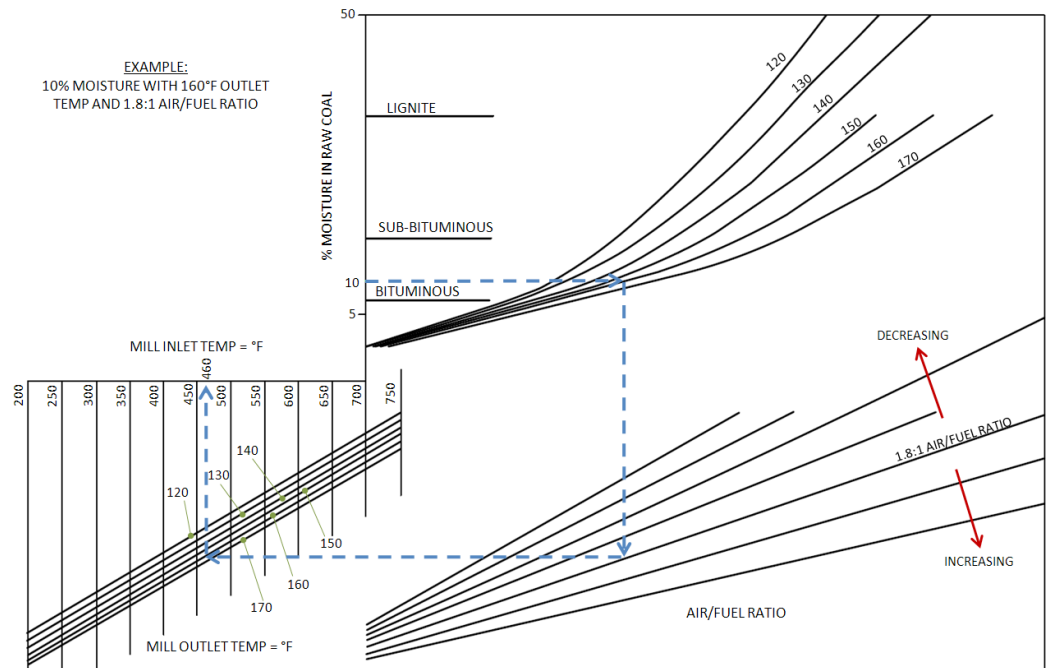 EXAMPLE:
10% MOISTURE WITH 160°F OUTLET
TEMP AND 1.8:1 AIR/FUEL RATIO
% MOISTURE IN RAW COAL
50
10
5
LIGNITE
SUB-BITUMINOUS
BITUMINOUS
120
130
140
150
160
170
MILL INLET TEMP = °F
200
250
300
350
400
450
460
500
550
600
650
700
750
120
130
140
150
160
170
MILL OUTLET TEMP = °F
DECREASING
1.8:1 AIR/FUEL RATIO
INCREASING
AIR/FUEL RATIO